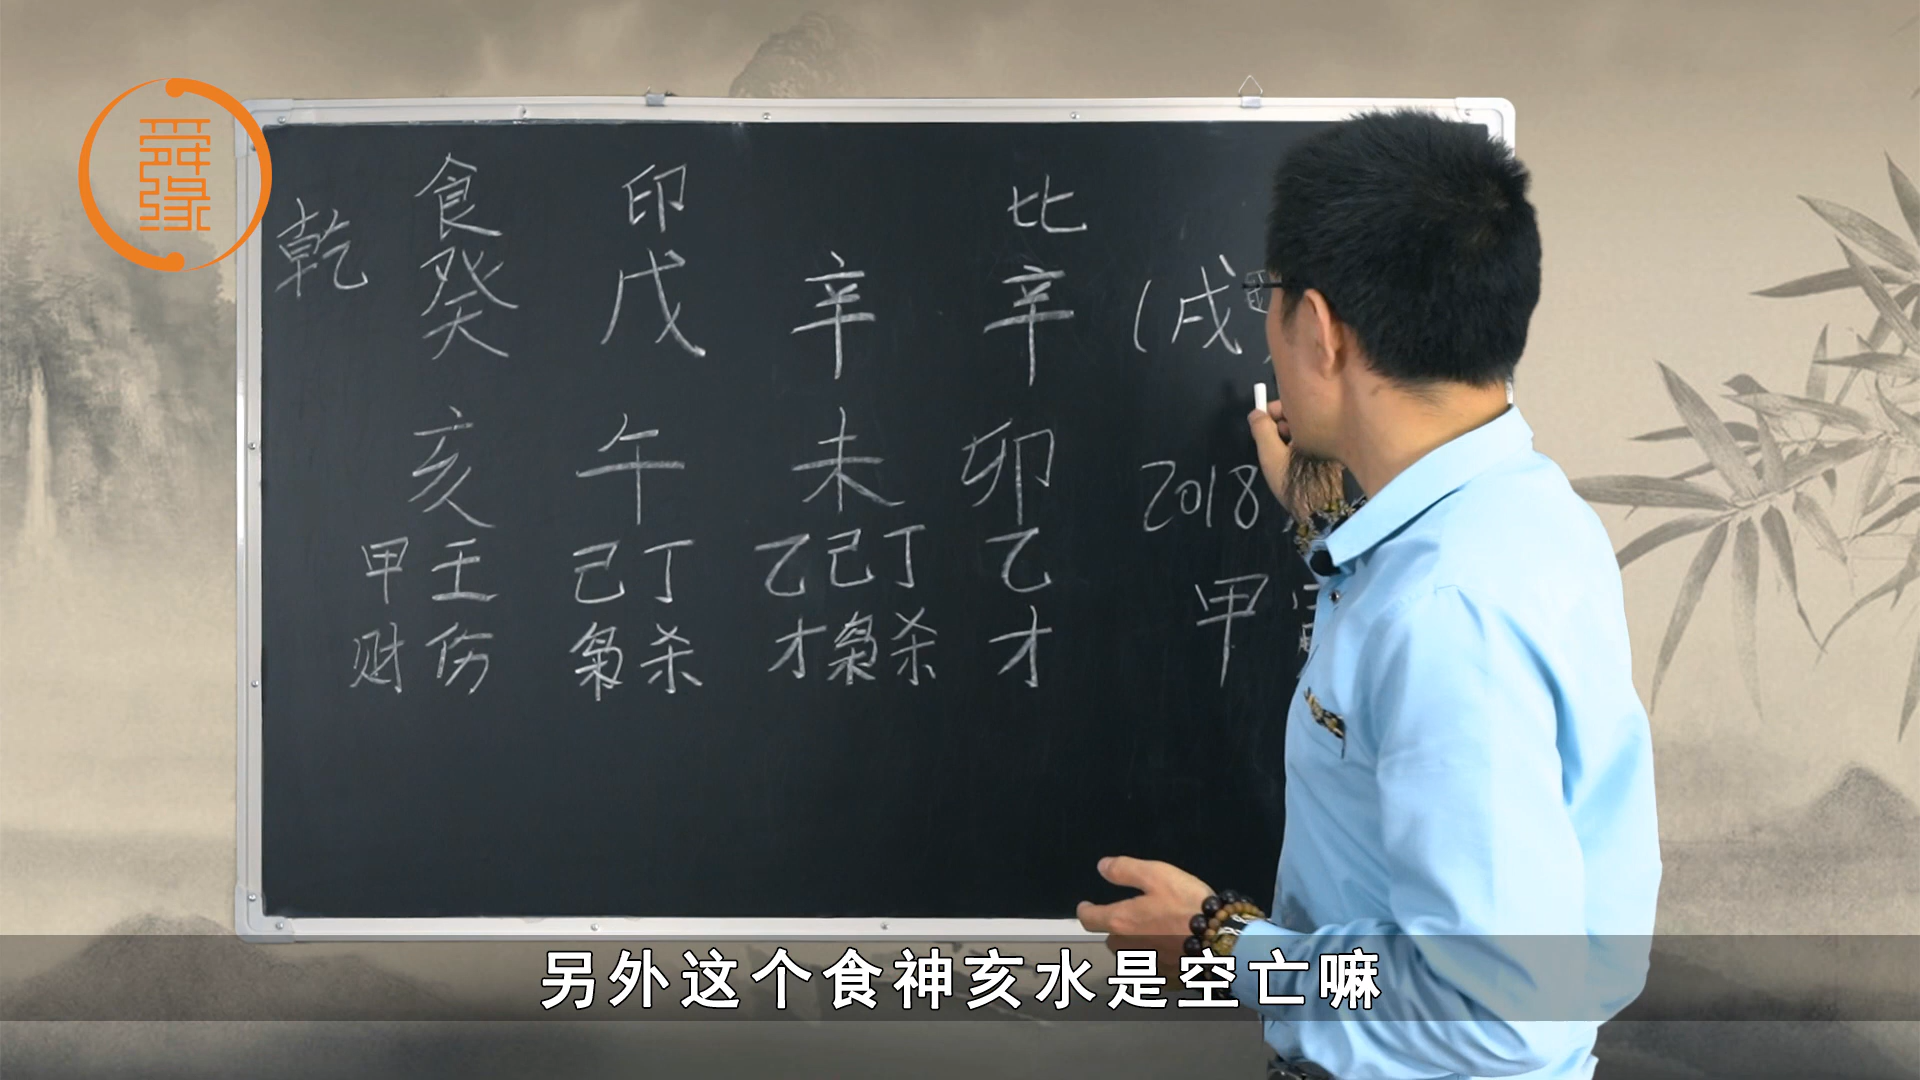 舜缘
乾 食 印 比
癸 戊 辛 辛 (戌
亥 午 未 卯 2018
甲壬 己丁 乙己丁 乙 甲
财伤 枭杀 才枭杀 才
另外这个食神亥水是空亡嘛